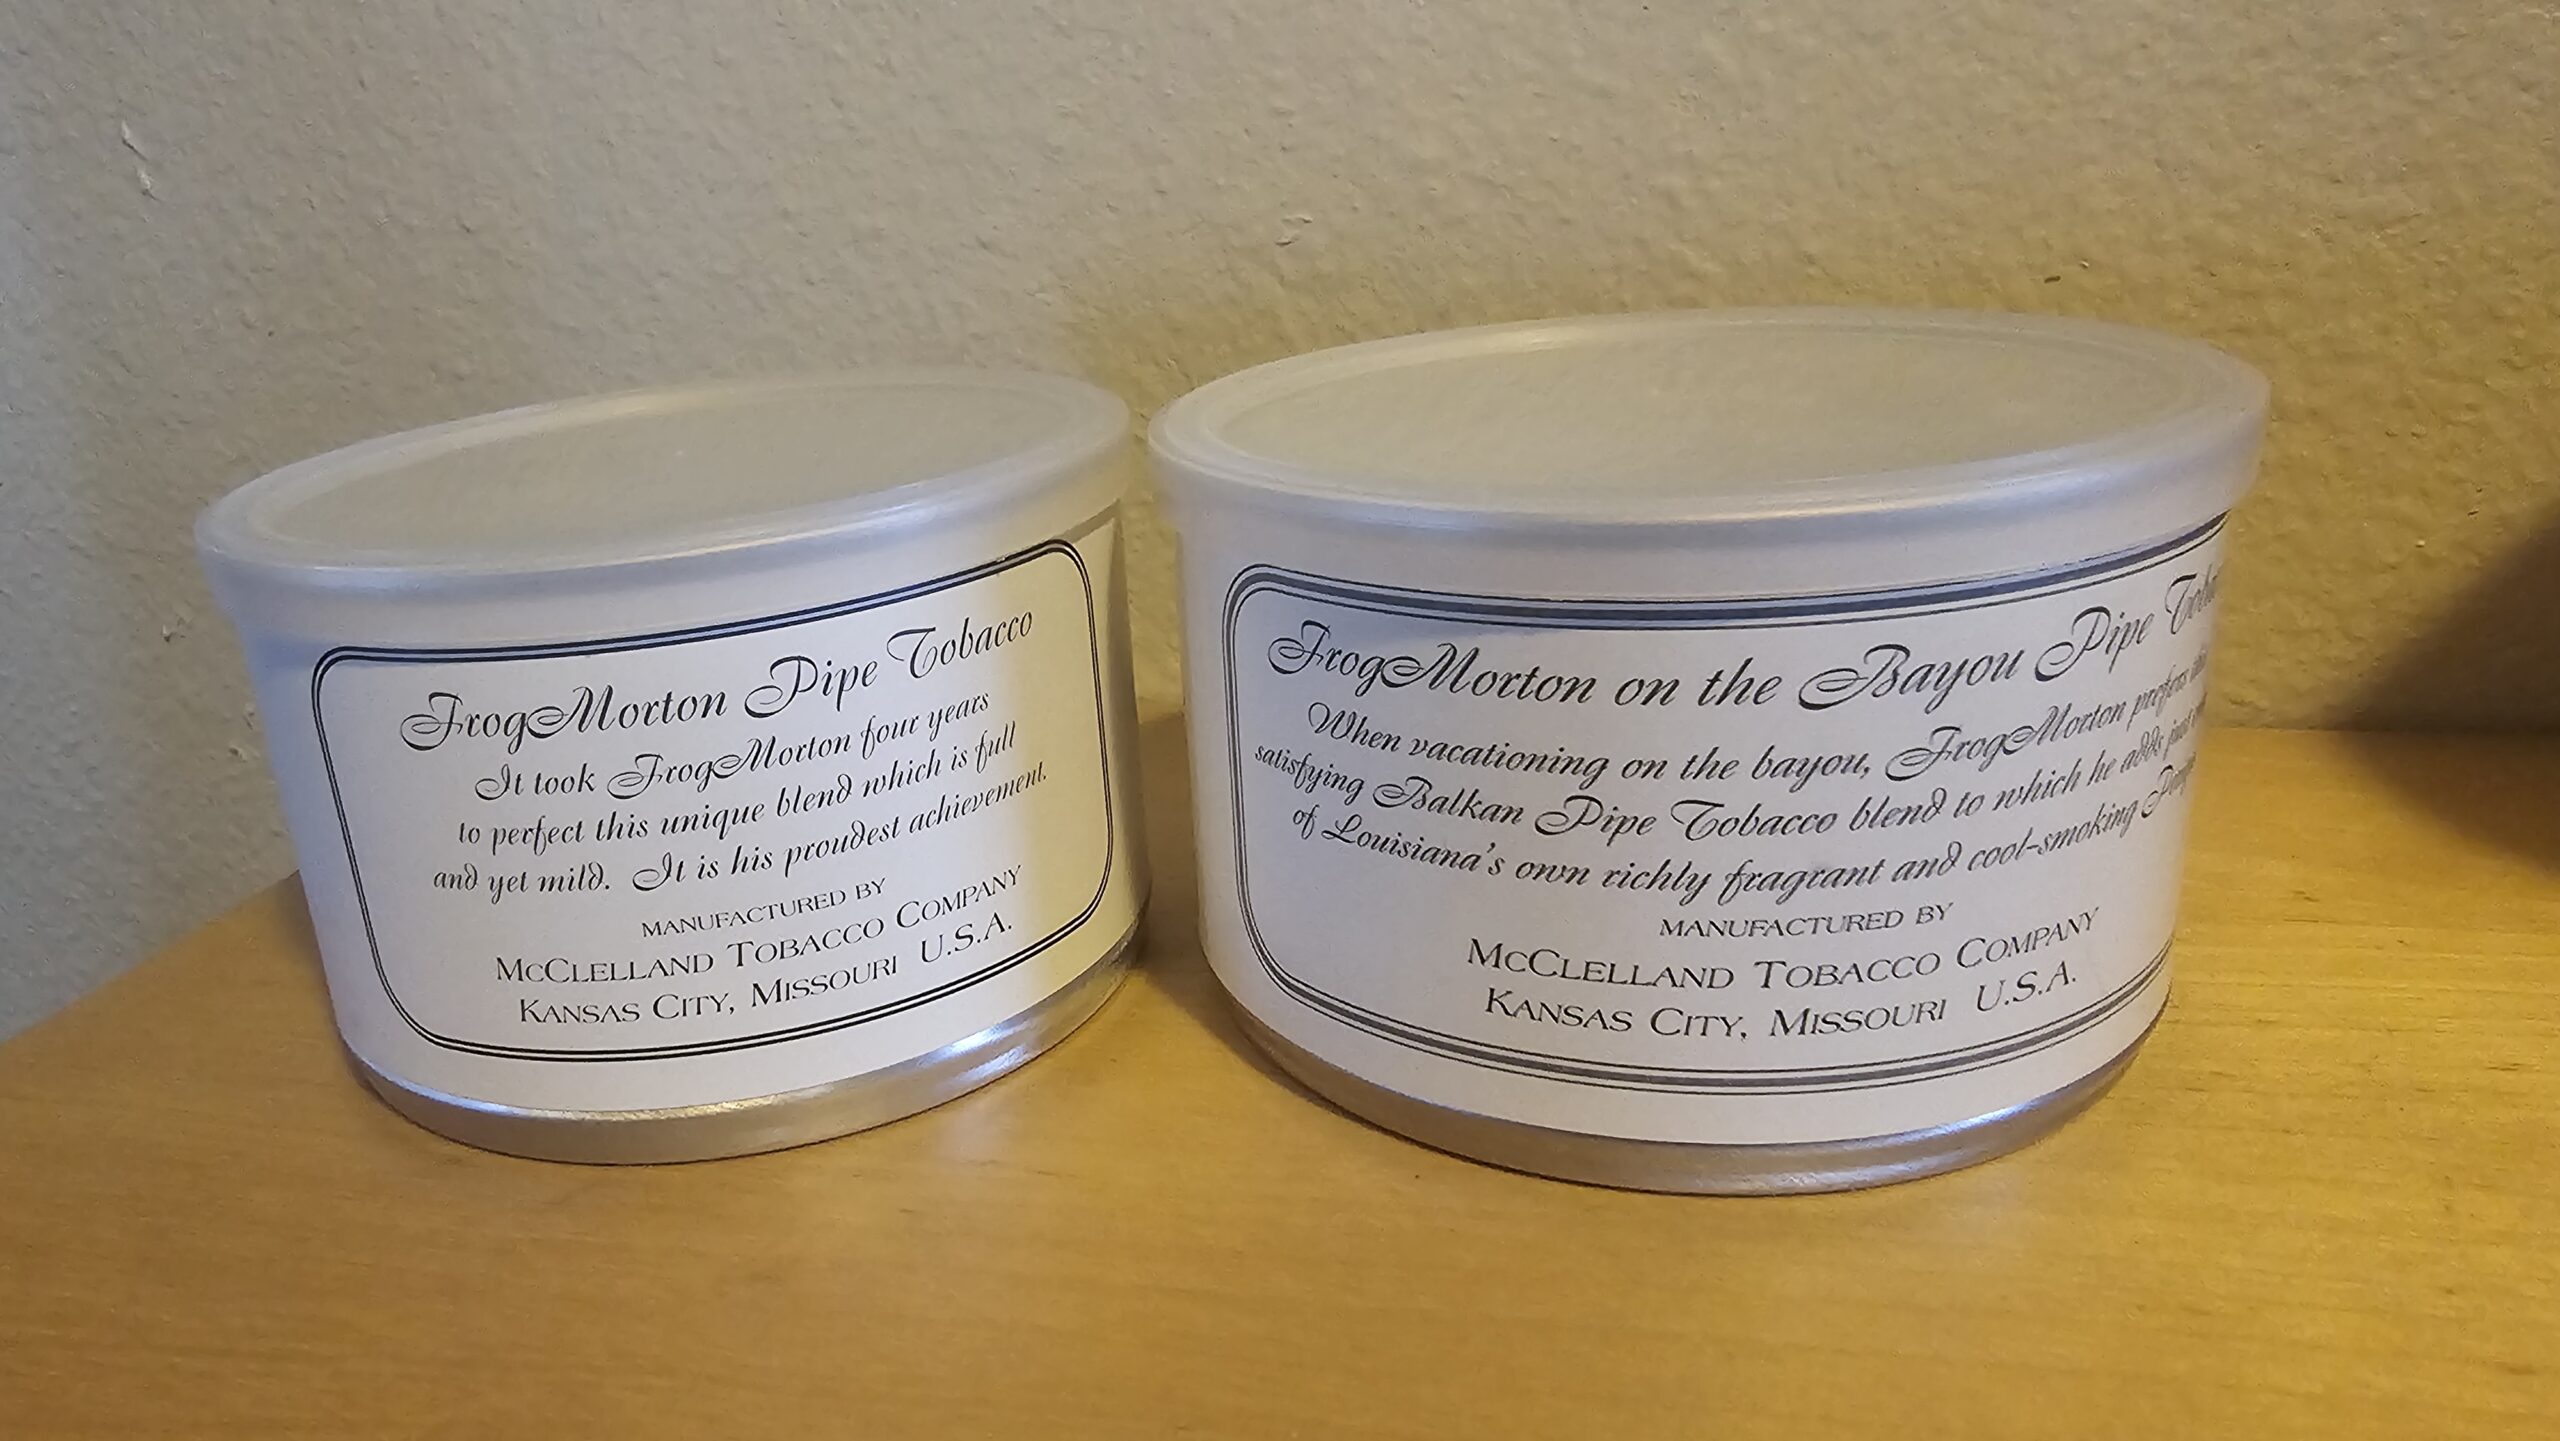 FrogMorton Pipe Tobacco
It took FrogMorton four years
to perfect this unique blend which is full
and yet mild. It is his proudest achievement.
MANUFACTURED BY
MCCLELLAND TOBACCO COMPANY
KANSAS CITY, MISSOURI U.S.A.
FrogMorton on the Bayou Pipe
When vacationing on the bayou, FrogMorton prefers
satisfying Balkan Pipe Tobacco blend to which he adds just
of Louisiana's own richly fragrant and cool-smoking
MANUFACTURED BY
MCCLELLAND TOBACCO COMPANY
KANSAS CITY, MISSOURI U.S.A.